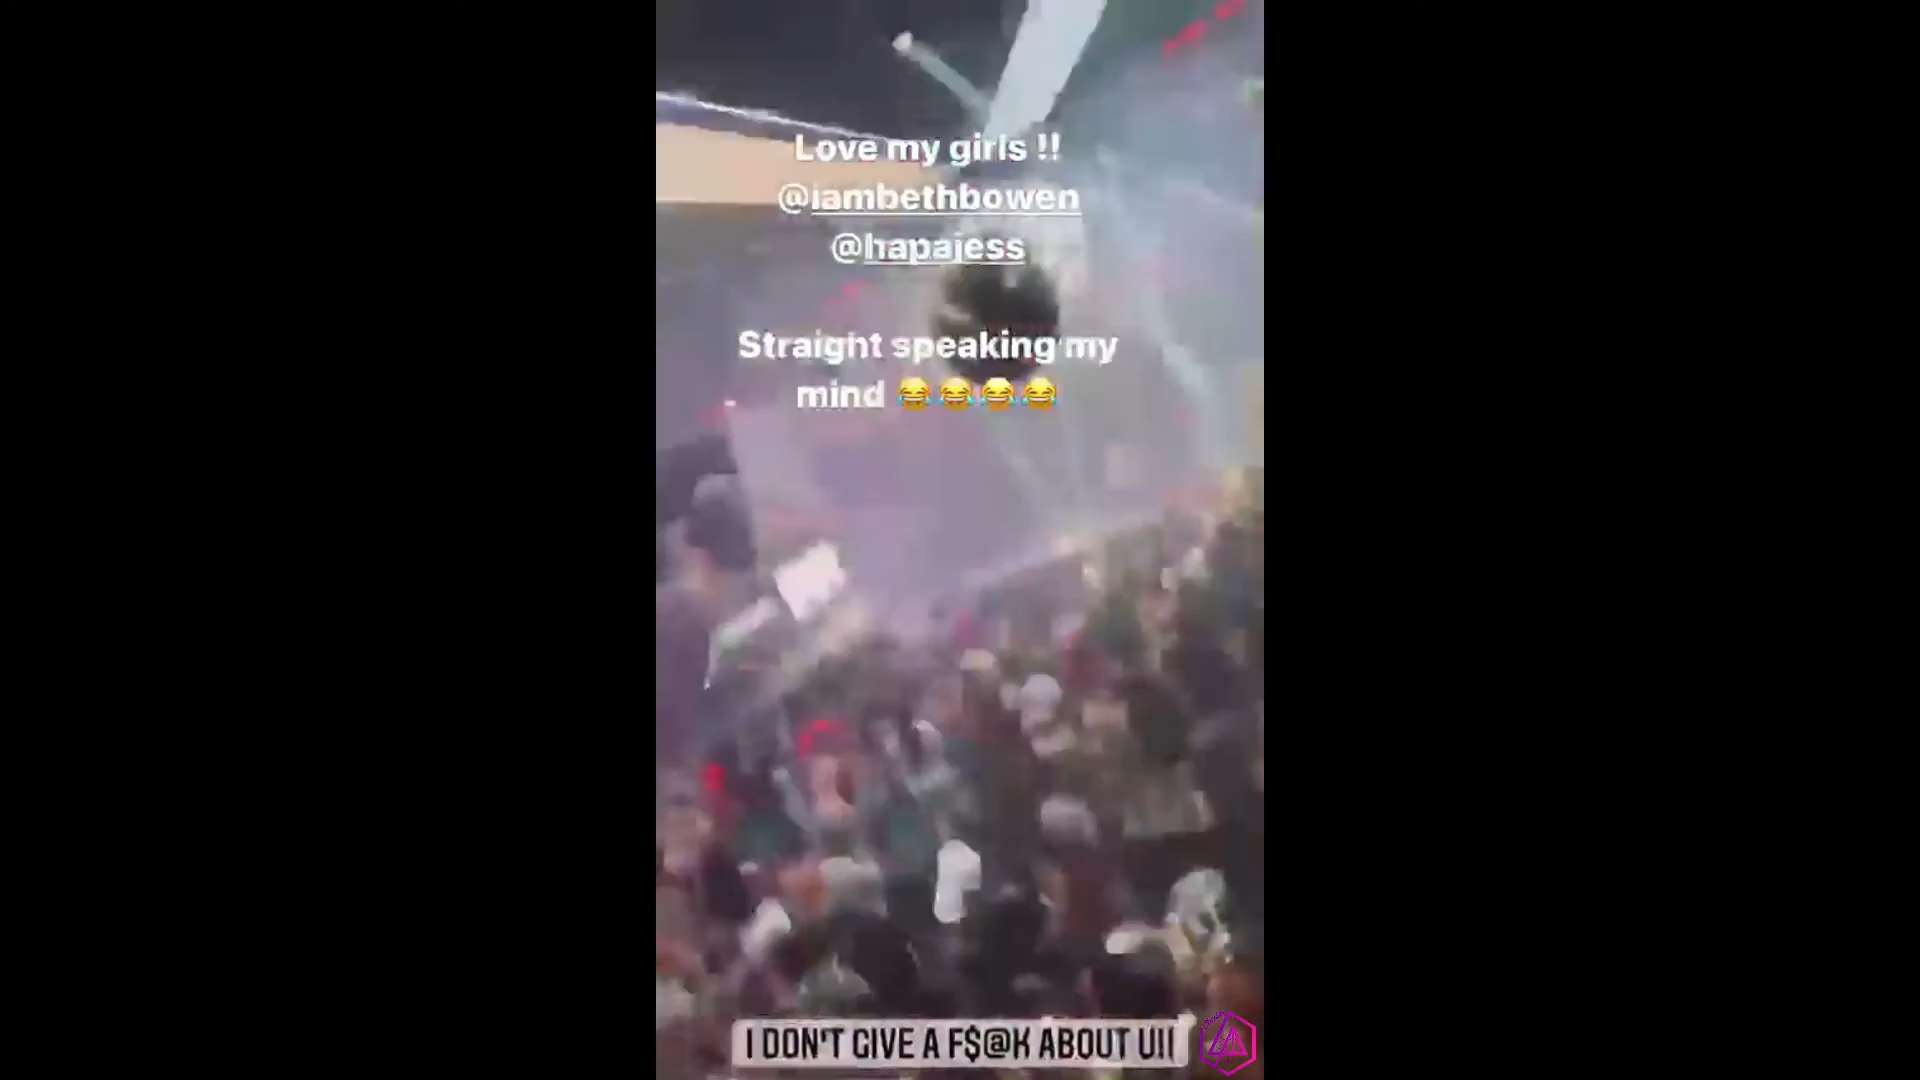 Love my girls !!
@iambethbowen
@hapajess
Straight speaking my
mind 😂😂😂😂
I DON'T GIVE A F$@K ABOUT U!!